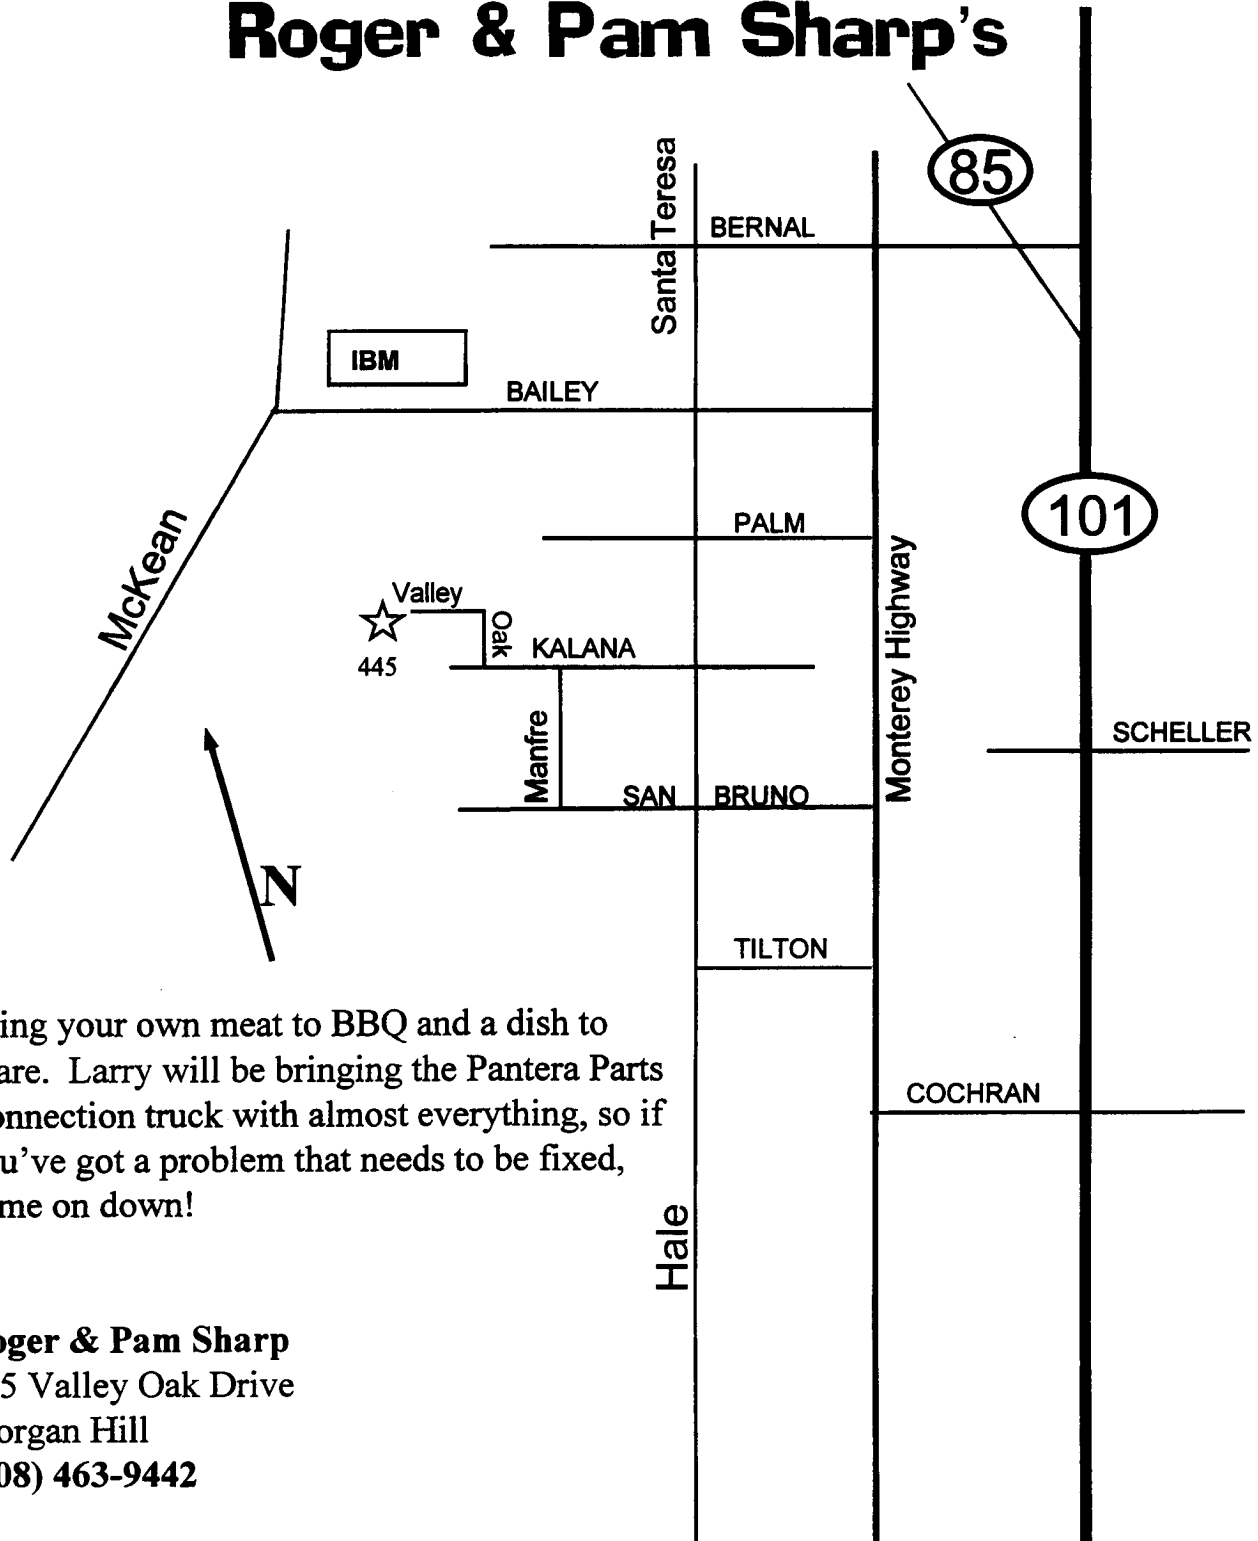 Roger & Pam Sharp's
85
Santa Teresa
BERNAL
IBM
BAILEY
101
PALM
McKean
Valley
Oak
445
KALANA
Monterey Highway
Manfre
SCHELLER
SAN BRUNO
N
TILTON
ing your own meat to BBQ and a dish to
are. Larry will be bringing the Pantera Parts
onnection truck with almost everything, so if
u've got a problem that needs to be fixed,
me on down!
COCHRAN
Hale
oger & Pam Sharp
5 Valley Oak Drive
organ Hill
08) 463-9442